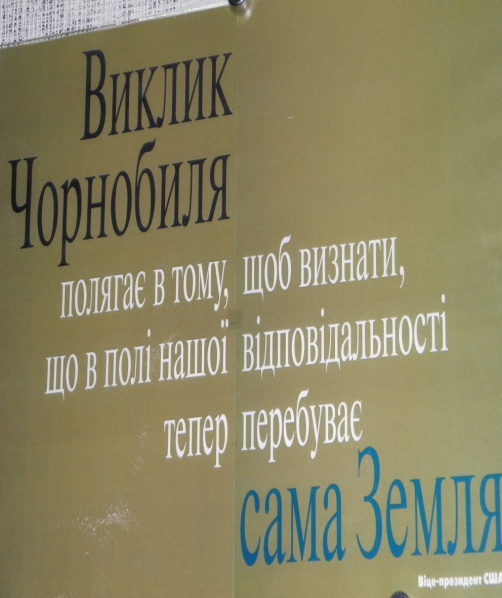 Виклик
Чорнобиля
полягає в тому, щоб визнати,
що в полі нашої відповідальності
тепер перебуває
сама Земля
Віце-президент США